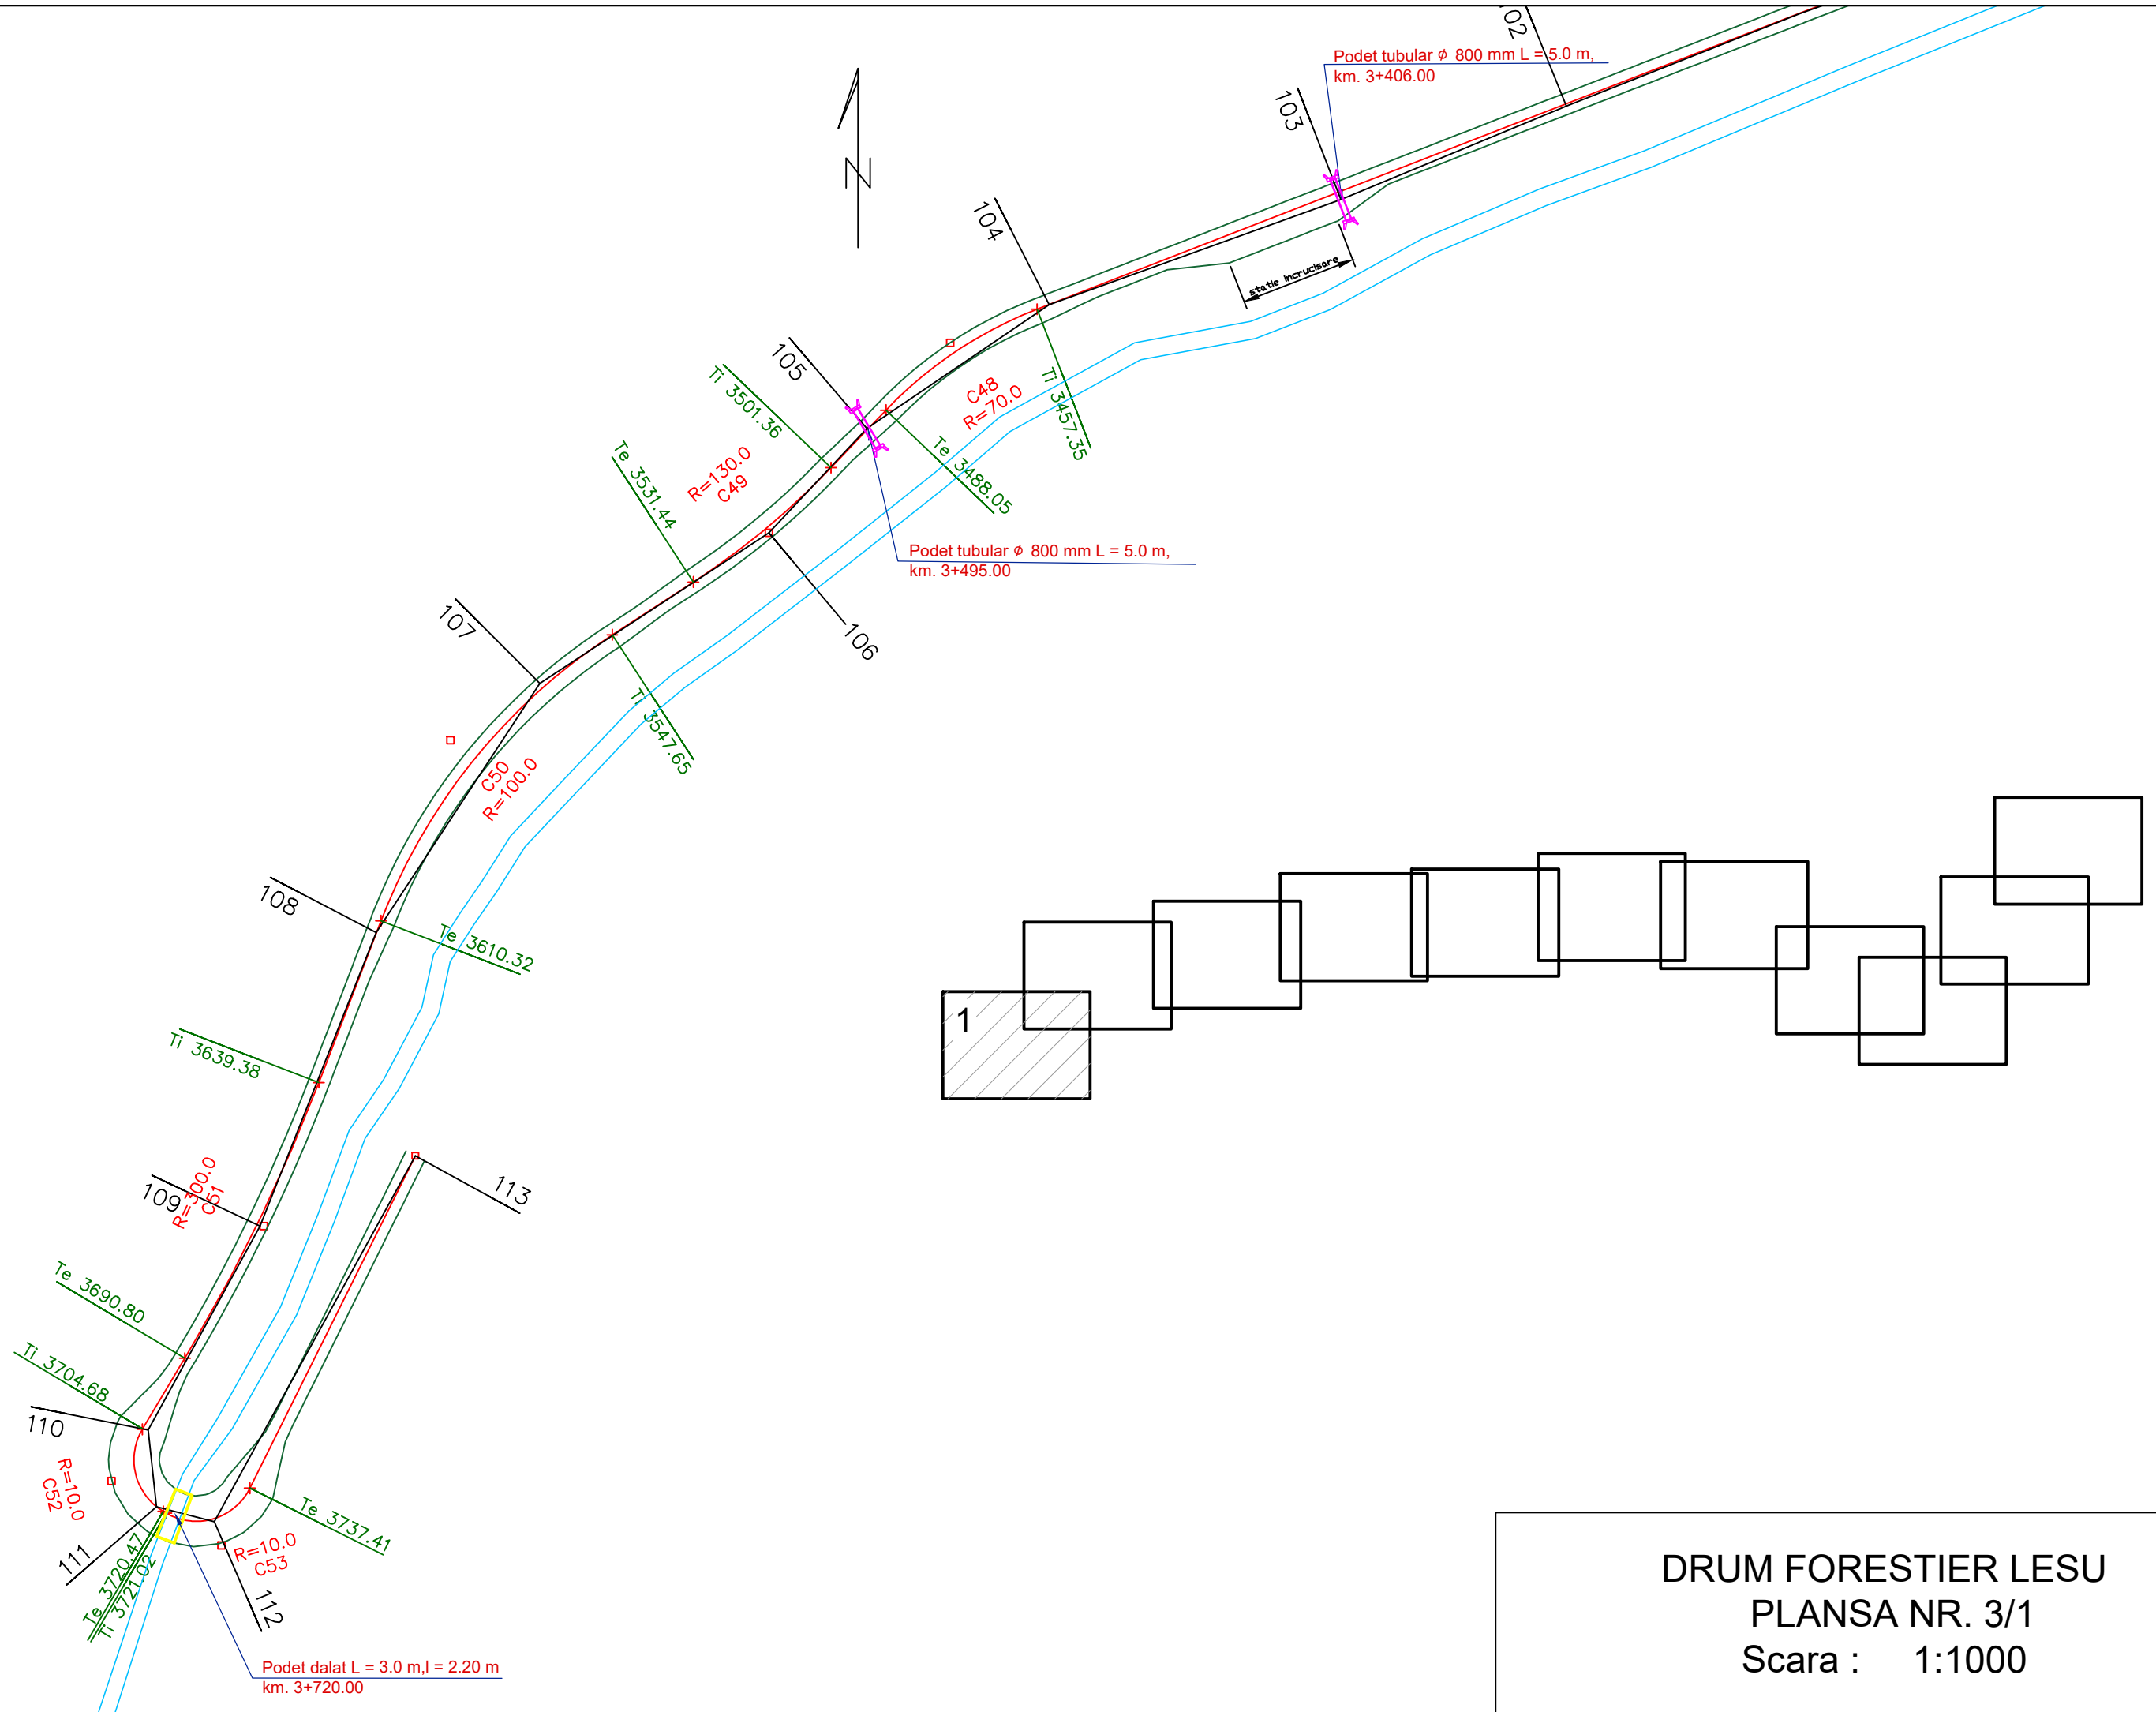 02
Podet tubular ⌀ 800 mm L = 5.0 m,
km. 3+406.00
103
N
104
statie incrucisare
105
Ti 3501.36
C48
R=70.0
Ti 3457.35
Te 3531.44
R=130.0
C49
Te 3488.05
Podet tubular ⌀ 800 mm L = 5.0 m,
km. 3+495.00
106
107
Ti 3547.65
C50
R=100.0
108
Te 3610.32
1
Ti 3639.38
109
R=300.0
C51
113
Te 3690.80
Ti 3704.68
110
R=10.0
C52
Te 3737.41
R=10.0
C53
111
Te 3720.47
Ti 3721.02
112
Podet dalat L = 3.0 m,l = 2.20 m
km. 3+720.00
DRUM FORESTIER LESU
PLANSA NR. 3/1
Scara : 1:1000